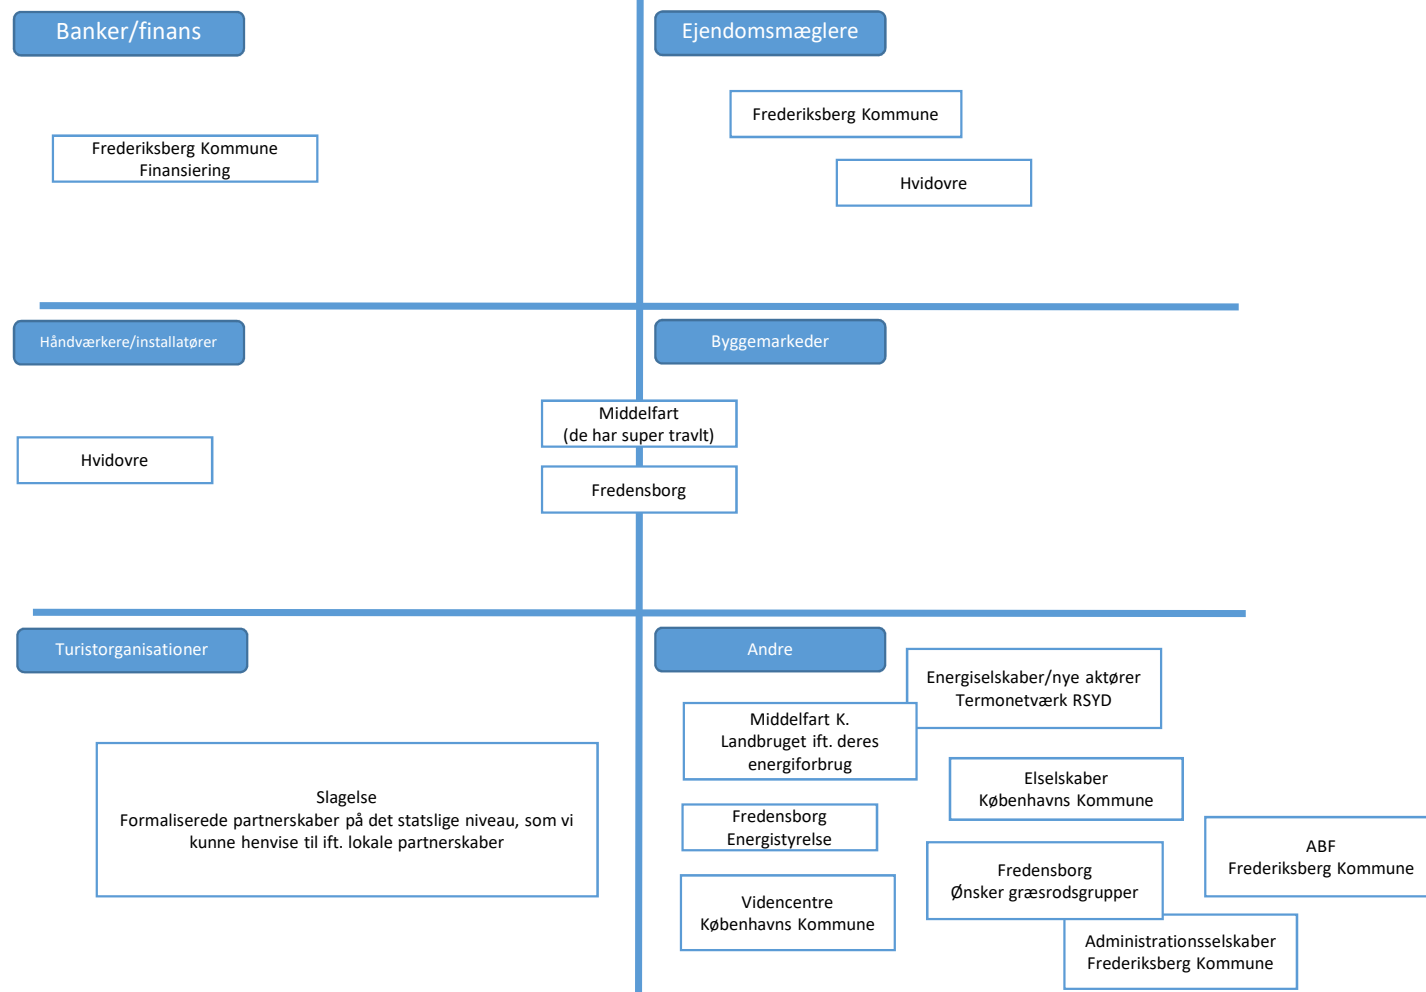 Banker/finans
Ejendomsmæglere
Frederiksberg Kommune
Finansiering
Frederiksberg Kommune
Hvidovre
Håndværkere/installatører
Byggemarkeder
Hvidovre
Middelfart
(de har super travlt)
Fredensborg
Turistorganisationer
Andre
Slagelse
Formaliserede partnerskaber på det statslige niveau, som vi
kunne henvise til ift. lokale partnerskaber
Energiselskaber/nye aktører
Termonetværk RSYD
Middelfart K.
Landbruget ift. deres
energiforbrug
Elselskaber
Københavns Kommune
Fredensborg
Energistyrelse
ABF
Frederiksberg Kommune
Fredensborg
Ønsker græsrodsgrupper
Videncentre
Københavns Kommune
Administrationsselskaber
Frederiksberg Kommune